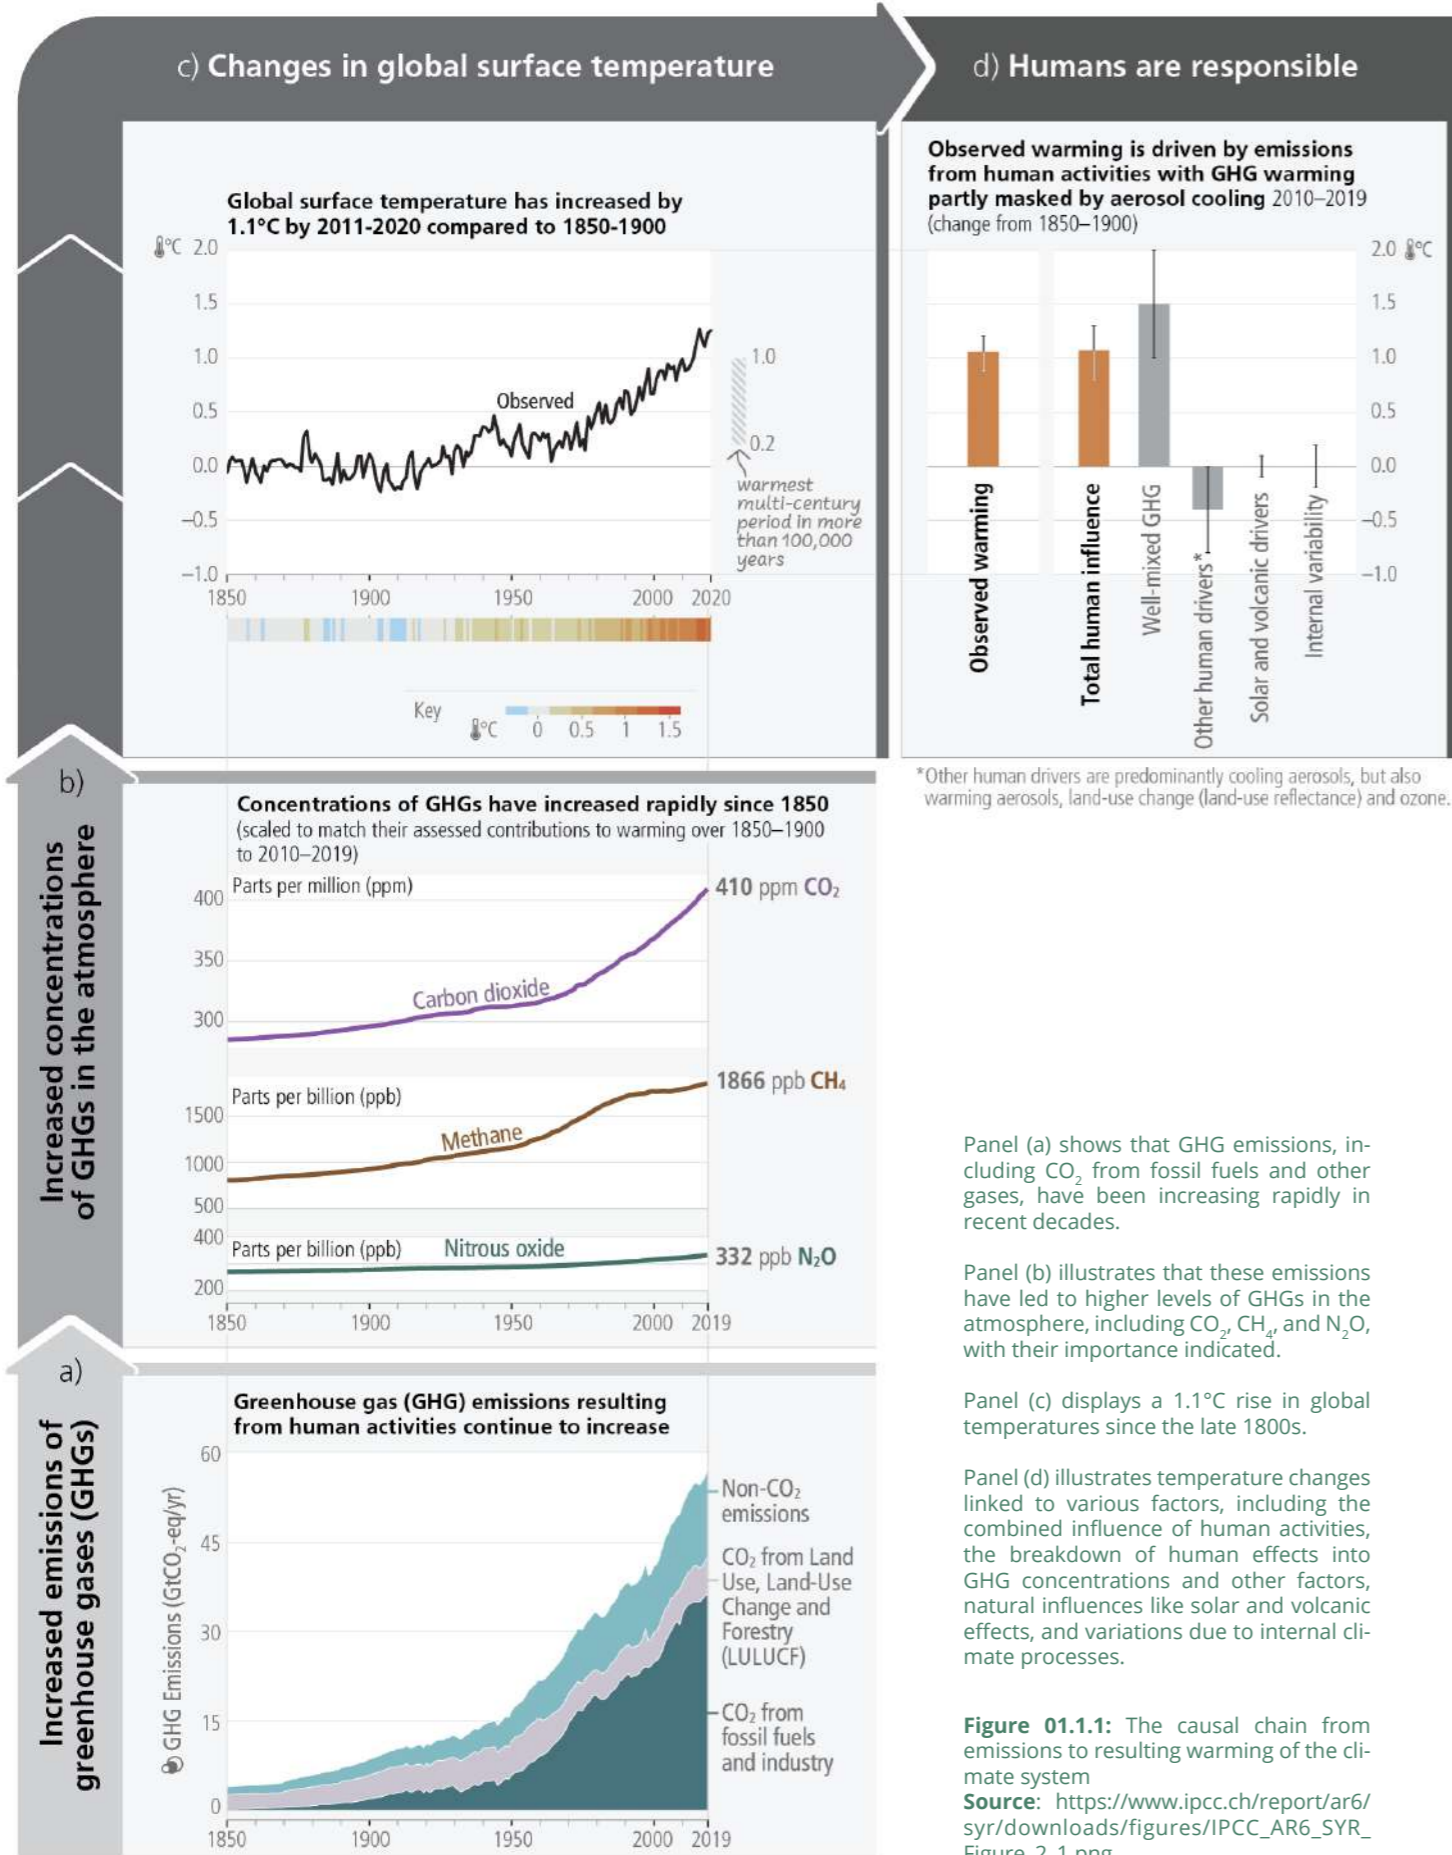 c) Changes in global surface temperature
Global surface temperature has increased by
1.1°C by 2011-2020 compared to 1850-1900
°C 2.0
1.5
1.0
0.5
0.0
−0.5
−1.0
Observed
1.0
0.2
warmest
multi-century
period in more
than 100,000
years
1850 1900 1950 2000 2020
Key
°C 0 0.5 1 1.5
d) Humans are responsible
Observed warming is driven by emissions
from human activities with GHG warming
partly masked by aerosol cooling 2010–2019
(change from 1850–1900)
2.0 °C
1.5
1.0
0.5
0.0
−0.5
−1.0
Observed warming
Total human influence
Well-mixed GHG
Other human drivers*
Solar and volcanic drivers
Internal variability
*Other human drivers are predominantly cooling aerosols, but also
warming aerosols, land-use change (land-use reflectance) and ozone.
b)
Increased concentrations
of GHGs in the atmosphere
Concentrations of GHGs have increased rapidly since 1850
(scaled to match their assessed contributions to warming over 1850–1900
to 2010–2019)
Parts per million (ppm)
400
350
300
Carbon dioxide
410 ppm CO₂
Parts per billion (ppb)
1500
1000
500
Methane
1866 ppb CH₄
400
Parts per billion (ppb)
200
Nitrous oxide
332 ppb N₂O
1850 1900 1950 2000 2019
a)
Increased emissions of
greenhouse gases (GHGs)
Greenhouse gas (GHG) emissions resulting
from human activities continue to increase
GHG Emissions (GtCO₂-eq/yr)
60
45
30
15
0
Non-CO₂
emissions
CO₂ from Land
Use, Land-Use
Change and
Forestry
(LULUCF)
CO₂ from
fossil fuels
and industry
1850 1900 1950 2000 2019
Panel (a) shows that GHG emissions, in-
cluding CO₂ from fossil fuels and other
gases, have been increasing rapidly in
recent decades.
Panel (b) illustrates that these emissions
have led to higher levels of GHGs in the
atmosphere, including CO₂, CH₄, and N₂O,
with their importance indicated.
Panel (c) displays a 1.1°C rise in global
temperatures since the late 1800s.
Panel (d) illustrates temperature changes
linked to various factors, including the
combined influence of human activities,
the breakdown of human effects into
GHG concentrations and other factors,
natural influences like solar and volcanic
effects, and variations due to internal cli-
mate processes.
Figure 01.1.1: The causal chain from
emissions to resulting warming of the cli-
mate system
Source: https://www.ipcc.ch/report/ar6/
syr/downloads/figures/IPCC_AR6_SYR_
Figure_2_1.png